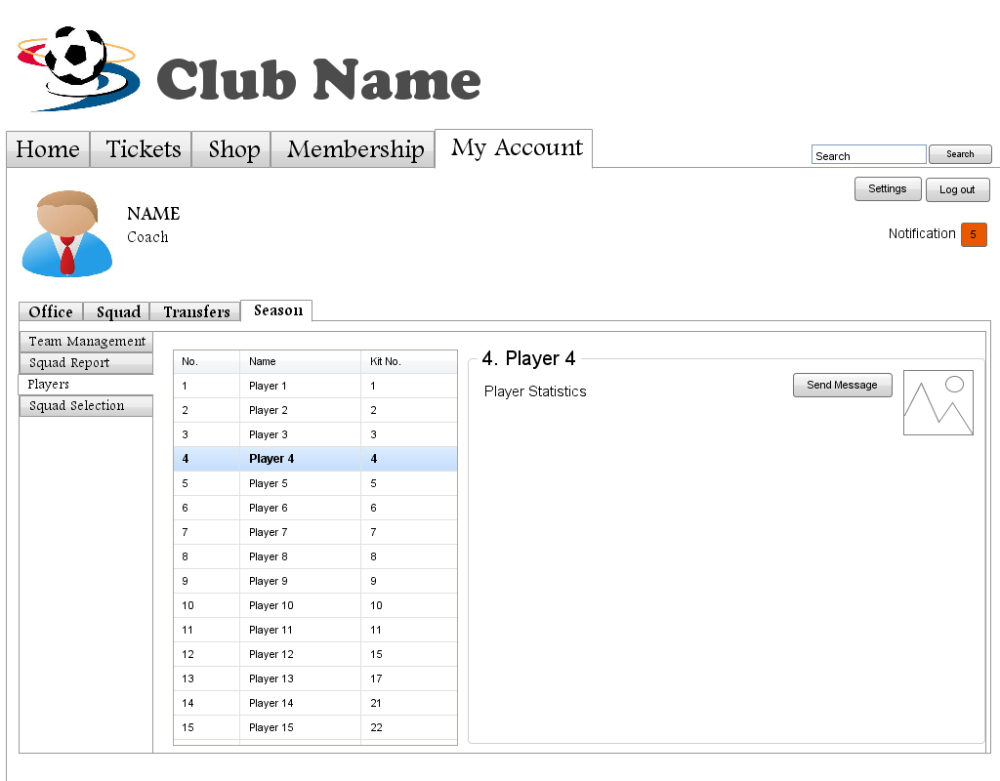 Club Name
Home Tickets Shop Membership My Account
Search Search
Settings Log out
NAME
Coach
Notification 5
Office Squad Transfers Season
Team Management
Squad Report
Players
Squad Selection
No. Name Kit No.
1 Player 1 1
2 Player 2 2
3 Player 3 3
4 Player 4 4
5 Player 5 5
6 Player 6 6
7 Player 7 7
8 Player 8 8
9 Player 9 9
10 Player 10 10
11 Player 11 11
12 Player 12 15
13 Player 13 17
14 Player 14 21
15 Player 15 22
4. Player 4
Player Statistics
Send Message